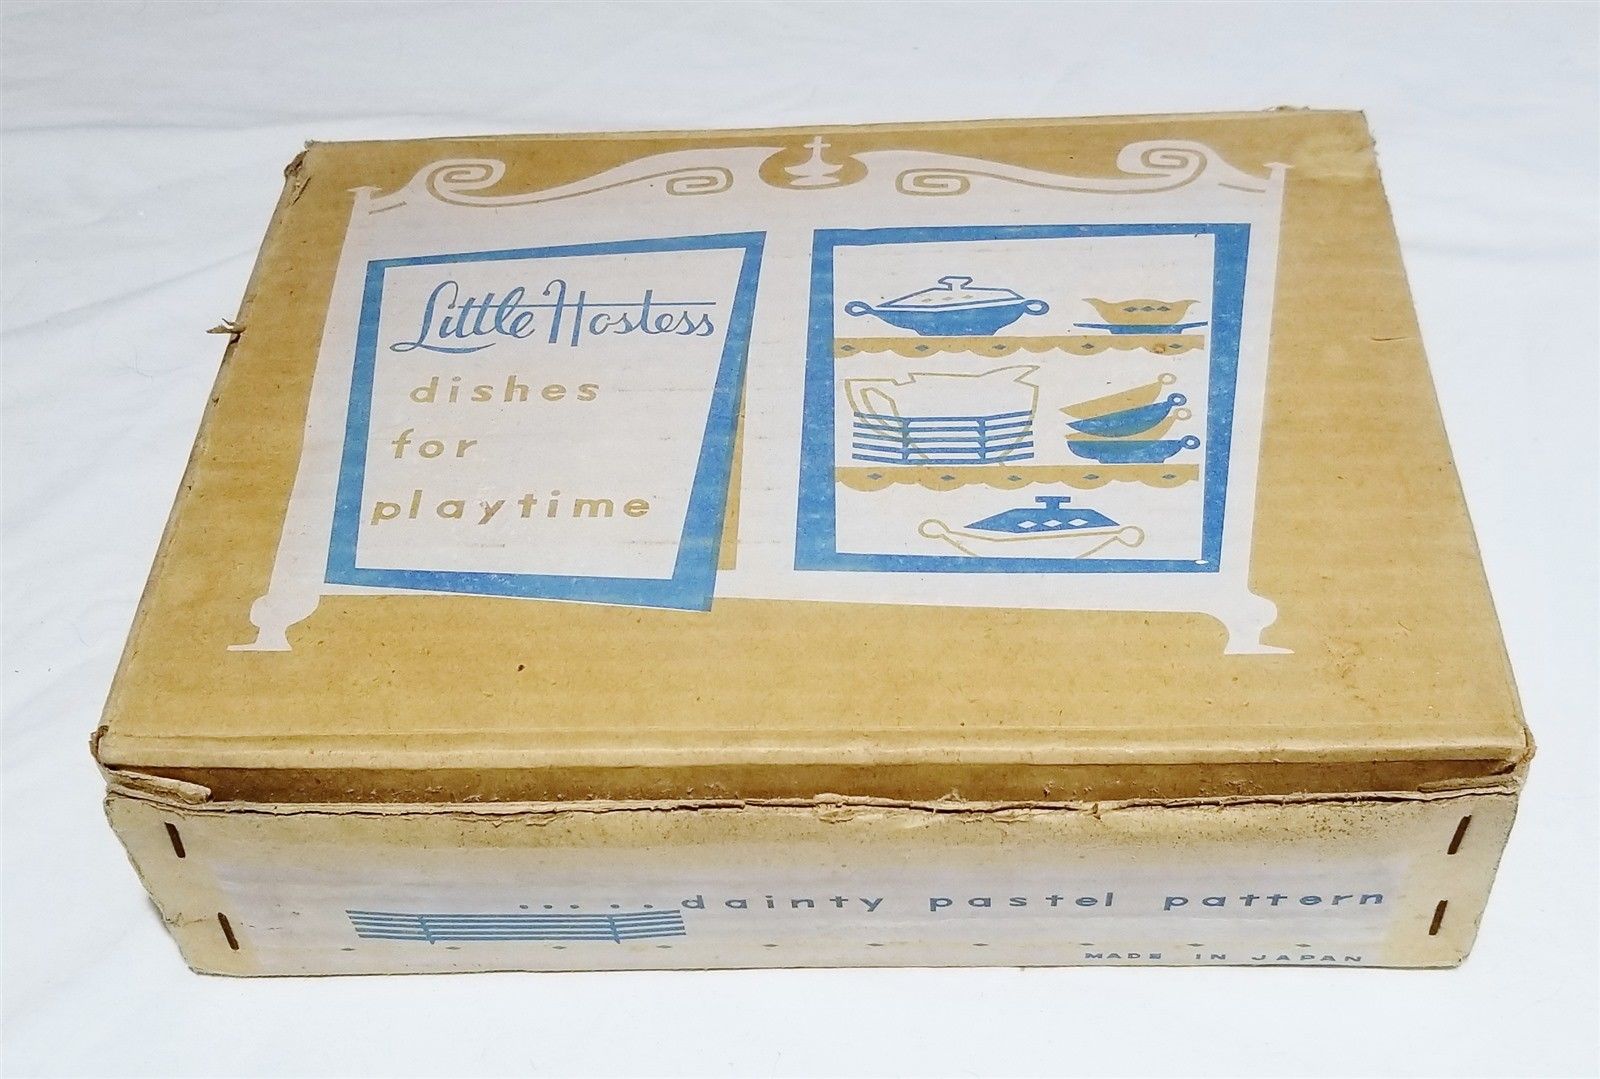 Little Hostess
dishes
for
playtime
... ..dainty pastel pattern
MADE IN JAPAN